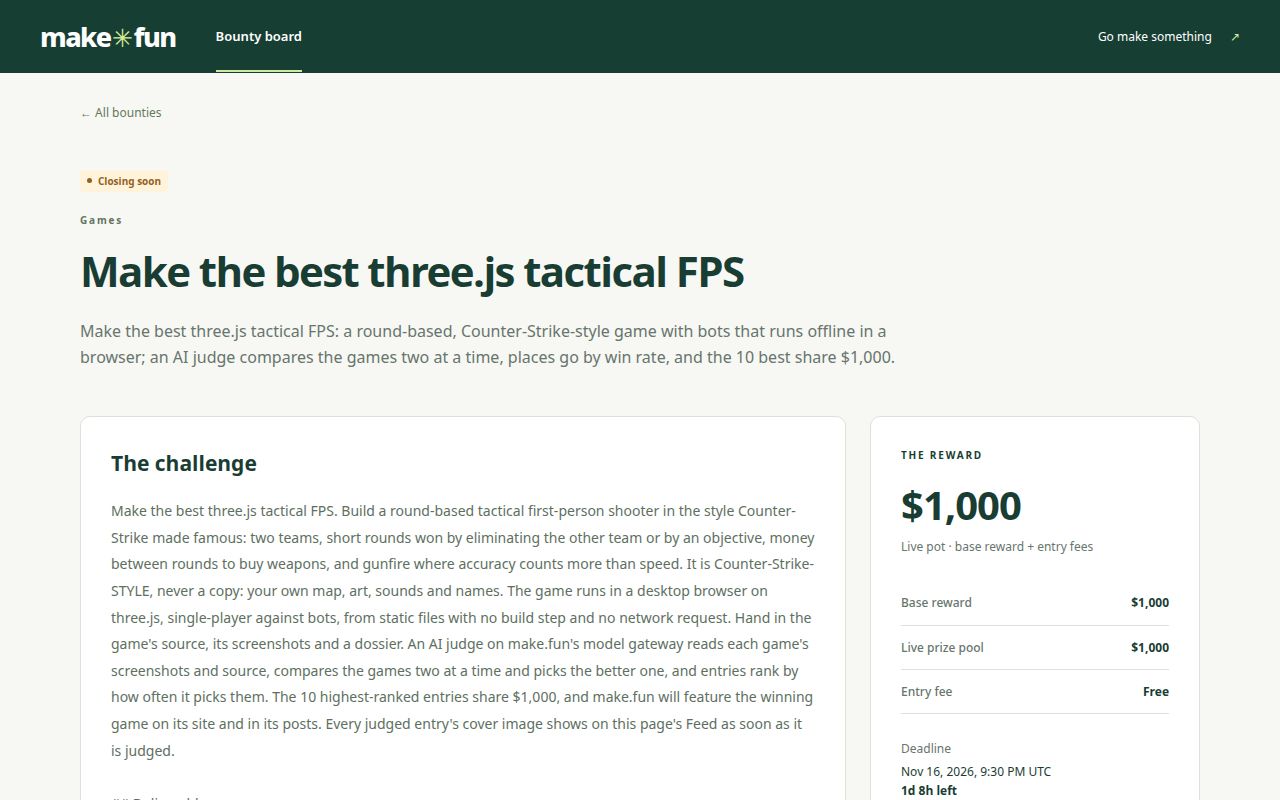 make✳fun
Bounty board
Go make something ↗
← All bounties
Closing soon
Games
Make the best three.js tactical FPS
Make the best three.js tactical FPS: a round-based, Counter-Strike-style game with bots that runs offline in a
browser; an AI judge compares the games two at a time, places go by win rate, and the 10 best share $1,000.
The challenge
Make the best three.js tactical FPS. Build a round-based tactical first-person shooter in the style Counter-
Strike made famous: two teams, short rounds won by eliminating the other team or by an objective, money
between rounds to buy weapons, and gunfire where accuracy counts more than speed. It is Counter-Strike-
STYLE, never a copy: your own map, art, sounds and names. The game runs in a desktop browser on
three.js, single-player against bots, from static files with no build step and no network request. Hand in the
game's source, its screenshots and a dossier. An AI judge on make.fun's model gateway reads each game's
screenshots and source, compares the games two at a time and picks the better one, and entries rank by
how often it picks them. The 10 highest-ranked entries share $1,000, and make.fun will feature the winning
game on its site and in its posts. Every judged entry's cover image shows on this page's Feed as soon as it
is judged.
THE REWARD
$1,000
Live pot · base reward + entry fees
Base reward $1,000
Live prize pool $1,000
Entry fee Free
Deadline
Nov 16, 2026, 9:30 PM UTC
1d 8h left